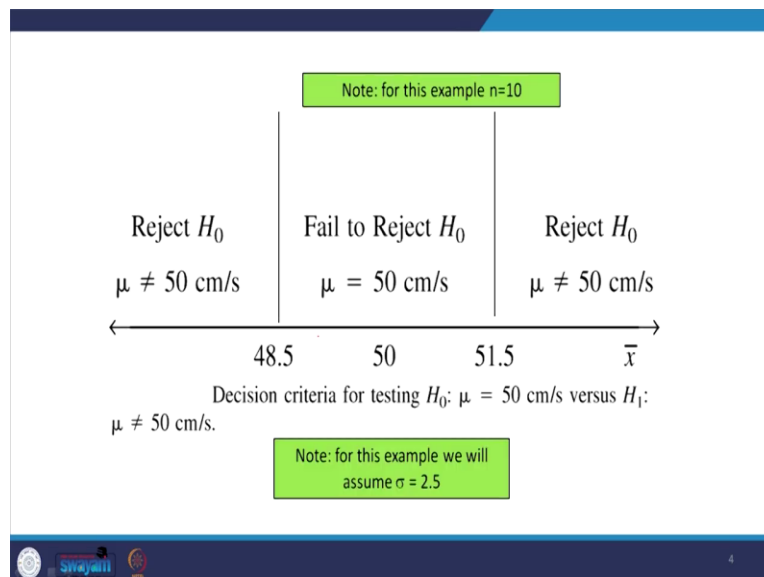 Note: for this example n=10
Reject H₀ Fail to Reject H₀ Reject H₀
μ ≠ 50 cm/s μ = 50 cm/s μ ≠ 50 cm/s
48.5 50 51.5 x̄
Decision criteria for testing H₀: μ = 50 cm/s versus H₁:
μ ≠ 50 cm/s.
Note: for this example we will
assume σ = 2.5
swayam
4